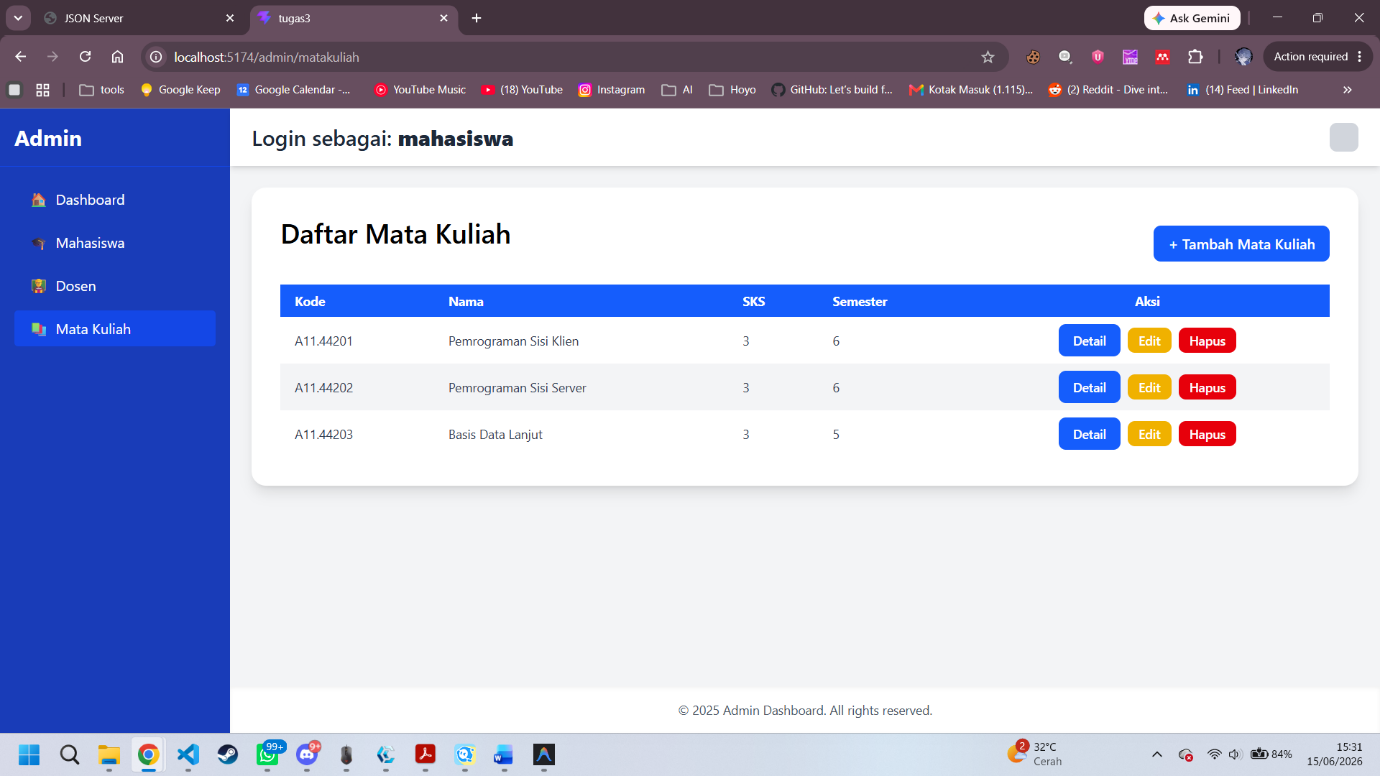 JSON Server
tugas3
Ask Gemini
localhost:5174/admin/matakuliah
Action required
tools
Google Keep
12
Google Calendar -...
YouTube Music
(18) YouTube
Instagram
AI
Hoyo
GitHub: Let's build f...
Kotak Masuk (1.115)...
(2) Reddit - Dive int...
in
(14) Feed | LinkedIn
Admin
Login sebagai: mahasiswa
Dashboard
Mahasiswa
Dosen
Mata Kuliah
Daftar Mata Kuliah
+ Tambah Mata Kuliah
Kode Nama SKS Semester Aksi
A11.44201 Pemrograman Sisi Klien 3 6 Detail Edit Hapus
A11.44202 Pemrograman Sisi Server 3 6 Detail Edit Hapus
A11.44203 Basis Data Lanjut 3 5 Detail Edit Hapus
© 2025 Admin Dashboard. All rights reserved.
99+
9+
2
32°C
Cerah
84%
15:31
15/06/2026